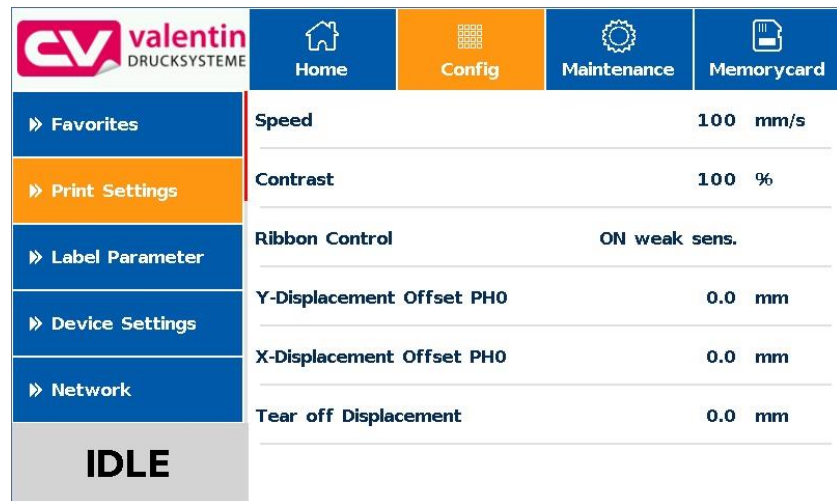 valentin
DRUCKSYSTEME
Home
Config
Maintenance
Memorycard
Favorites
Print Settings
Label Parameter
Device Settings
Network
IDLE
Speed 100 mm/s
Contrast 100 %
Ribbon Control ON weak sens.
Y-Displacement Offset PH0 0.0 mm
X-Displacement Offset PH0 0.0 mm
Tear off Displacement 0.0 mm